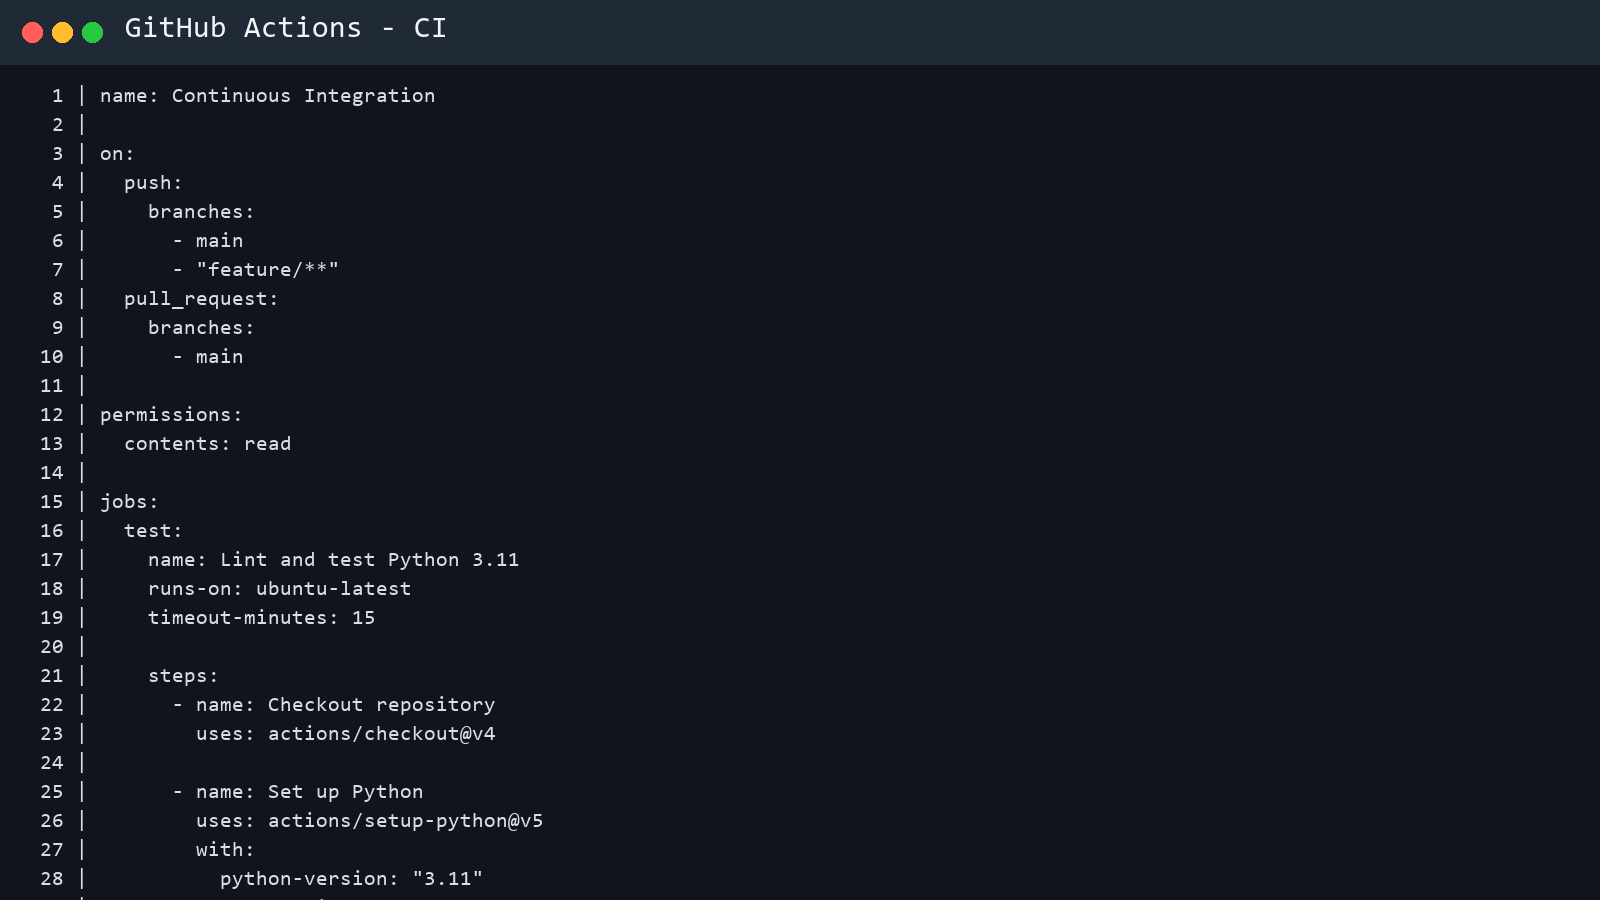 GitHub Actions - CI
1 | name: Continuous Integration
2 |
3 | on:
4 |   push:
5 |     branches:
6 |       - main
7 |       - "feature/**"
8 |   pull_request:
9 |     branches:
10 |       - main
11 |
12 | permissions:
13 |   contents: read
14 |
15 | jobs:
16 |   test:
17 |     name: Lint and test Python 3.11
18 |     runs-on: ubuntu-latest
19 |     timeout-minutes: 15
20 |
21 |     steps:
22 |       - name: Checkout repository
23 |         uses: actions/checkout@v4
24 |
25 |       - name: Set up Python
26 |         uses: actions/setup-python@v5
27 |         with:
28 |           python-version: "3.11"